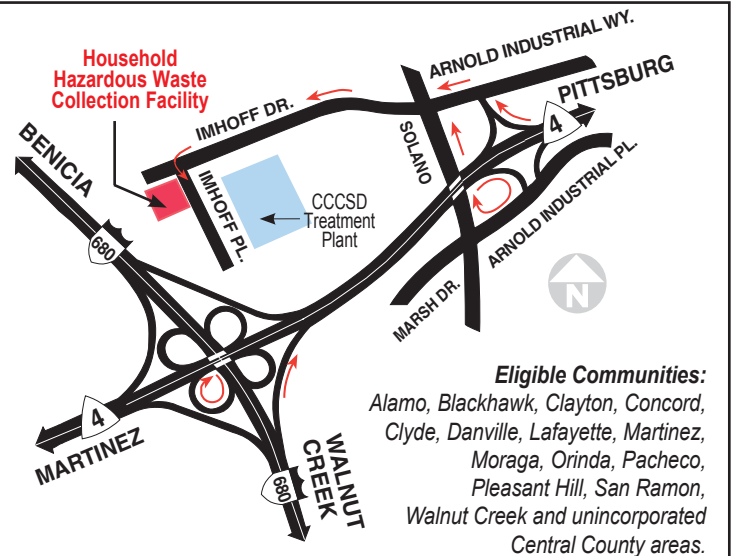 Household
Hazardous Waste
Collection Facility
ARNOLD INDUSTRIAL WY.
PITTSBURG
4
IMHOFF DR.
SOLANO
BENICIA
IMHOFF PL.
CCCSD
Treatment
Plant
ARNOLD INDUSTRIAL PL.
680
MARSH DR.
N
4
MARTINEZ
WALNUT
CREEK
680
Eligible Communities:
Alamo, Blackhawk, Clayton, Concord,
Clyde, Danville, Lafayette, Martinez,
Moraga, Orinda, Pacheco,
Pleasant Hill, San Ramon,
Walnut Creek and unincorporated
Central County areas.